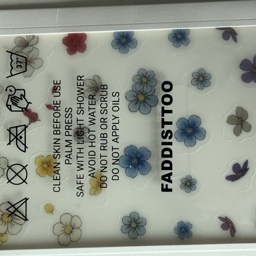 37°
CLEAN SKIN BEFORE USE
PALM PRESS
SAFE WITH LIGHT SHOWER
AVOID HOT WATER
DO NOT RUB OR SCRUB
DO NOT APPLY OILS
FADDISTTOO